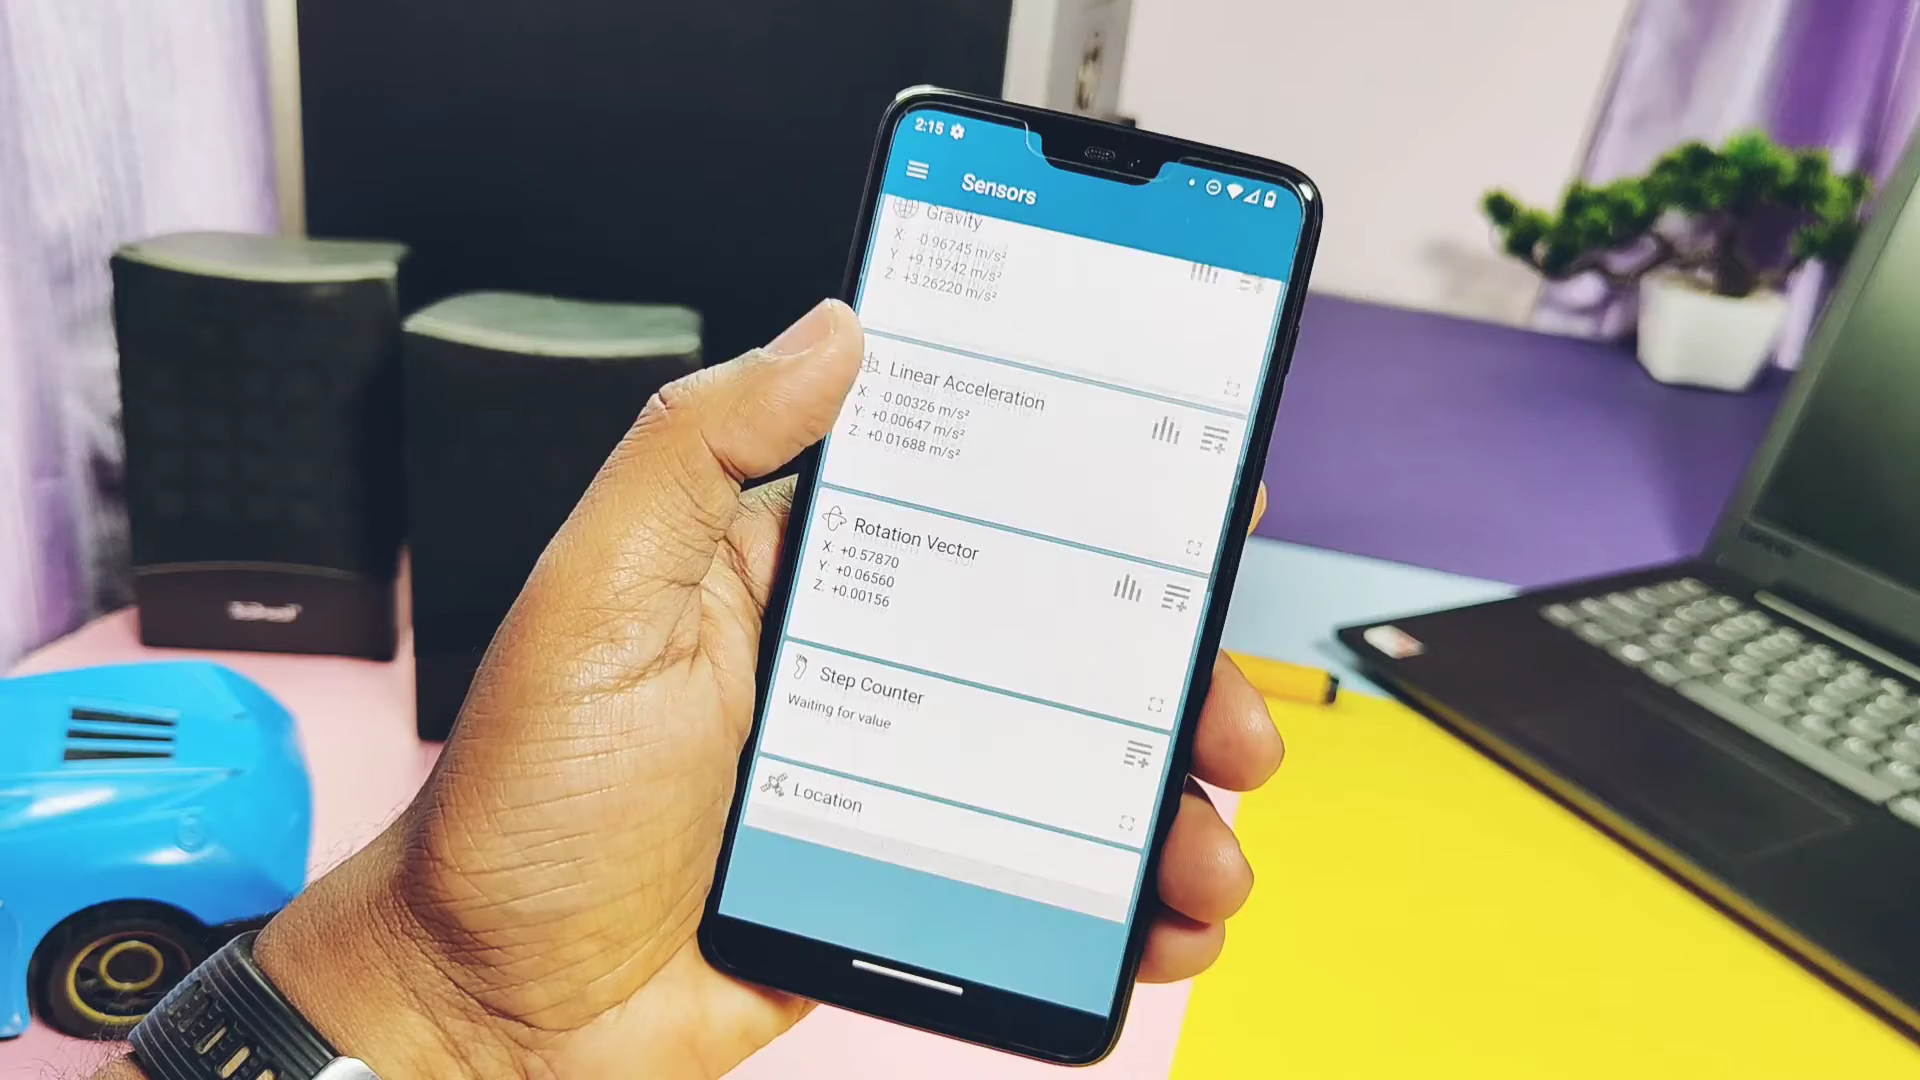 2:15
Sensors
Gravity
X: -0.96745 m/s²
Y: +9.19742 m/s²
Z: +3.26220 m/s²
Linear Acceleration
X: -0.00326 m/s²
Y: +0.00647 m/s²
Z: +0.01688 m/s²
Rotation Vector
X: +0.57870
Y: +0.06560
Z: +0.00156
Step Counter
Waiting for value
Location